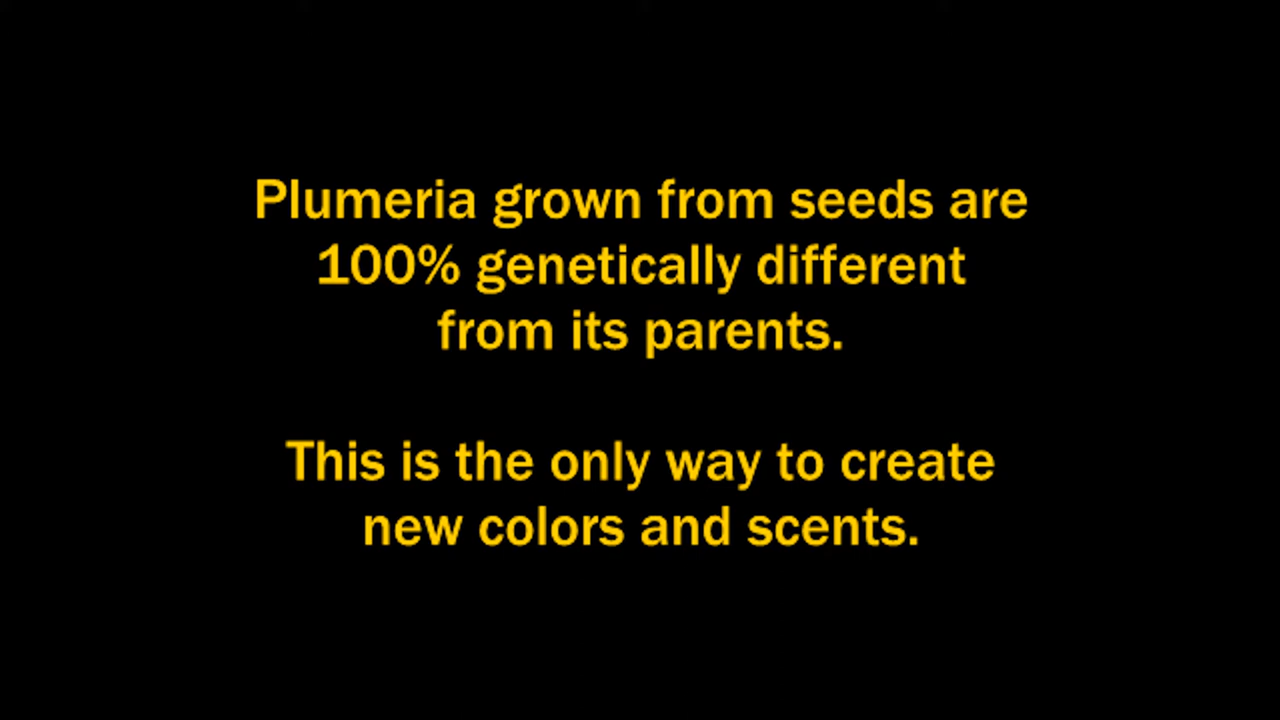 Plumeria grown from seeds are
100% genetically different
from its parents.
This is the only way to create
new colors and scents.